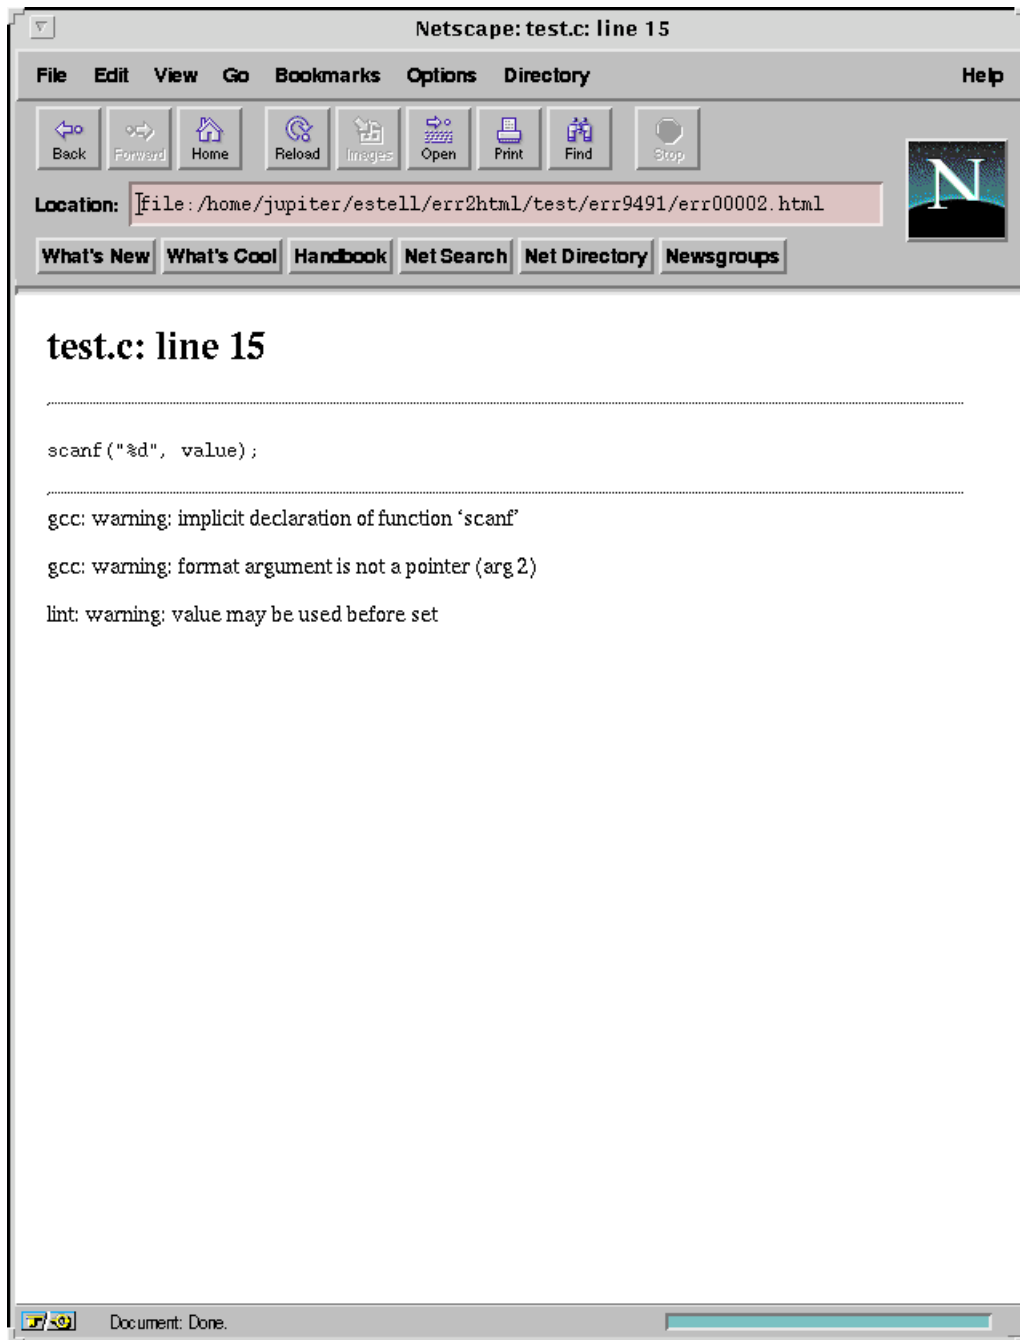 Netscape: test.c: line 15
File Edit View Go Bookmarks Options Directory Help
Back Forward Home Reload Images Open Print Find Stop
N
Location: file:/home/jupiter/estell/err2html/test/err9491/err00002.html
What's New What's Cool Handbook Net Search Net Directory Newsgroups
test.c: line 15
scanf("%d", value);
gcc: warning: implicit declaration of function ‘scanf’
gcc: warning: format argument is not a pointer (arg 2)
lint: warning: value may be used before set
Document: Done.